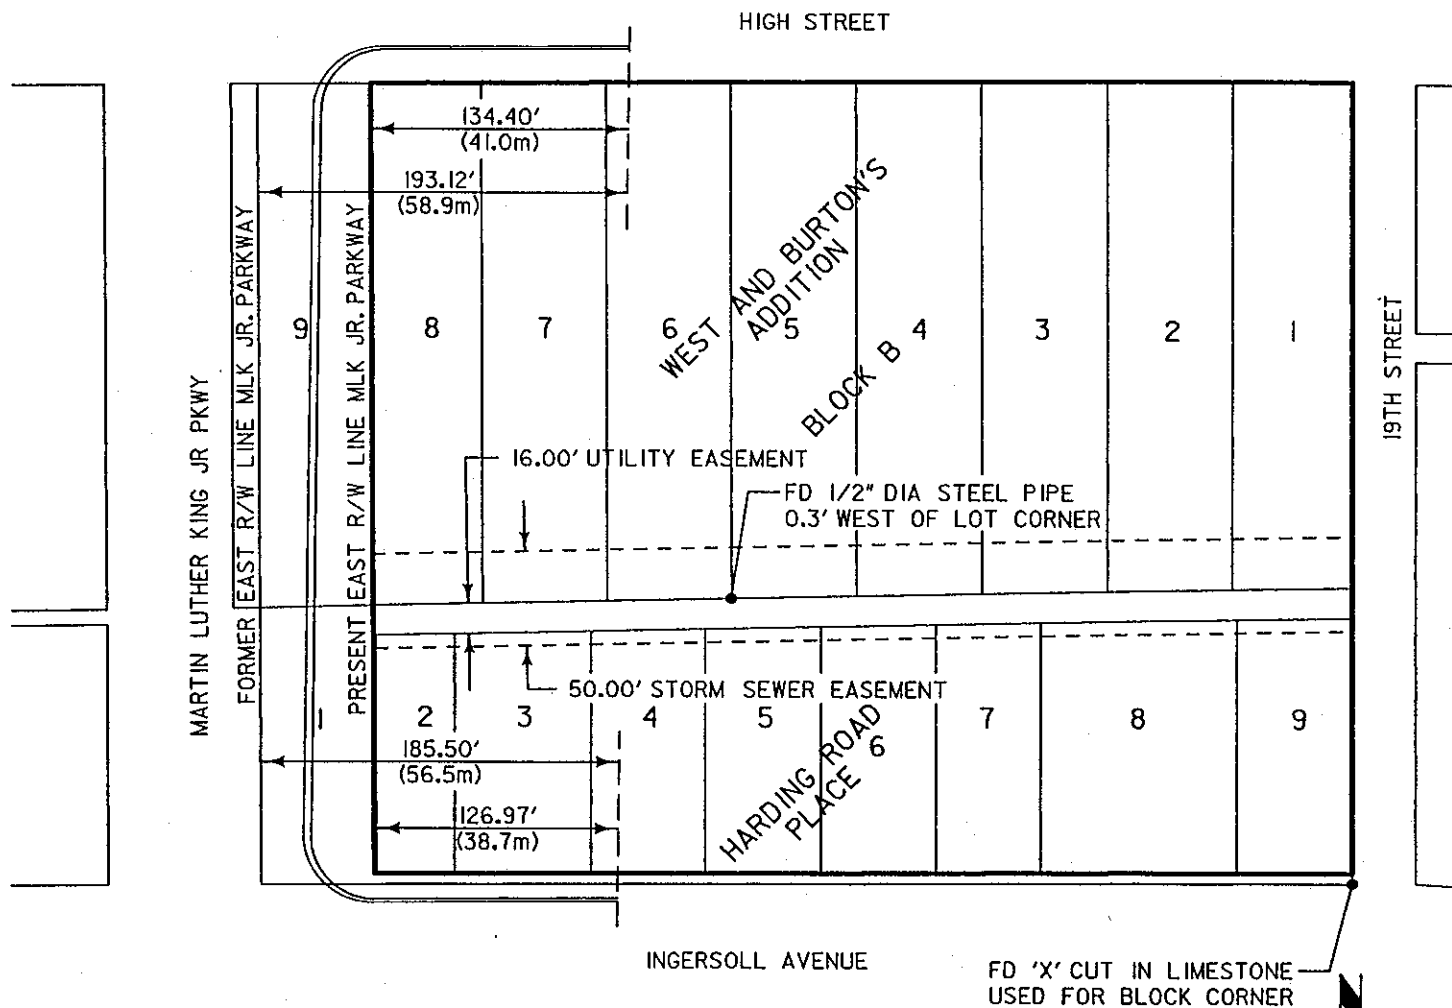 HIGH STREET
134.40'
(41.0m)
193.12'
(58.9m)
WEST AND BURTON'S
ADDITION
BLOCK B
9
8
7
6
5
4
3
2
1
MARTIN LUTHER KING JR PKWY
FORMER EAST R/W LINE MLK JR. PARKWAY
PRESENT EAST R/W LINE MLK JR. PARKWAY
19TH STREET
16.00' UTILITY EASEMENT
FD 1/2" DIA STEEL PIPE
0.3' WEST OF LOT CORNER
50.00' STORM SEWER EASEMENT
1
2
3
4
5
6
7
8
9
HARDING ROAD
PLACE
185.50'
(56.5m)
126.97'
(38.7m)
INGERSOLL AVENUE
FD 'X' CUT IN LIMESTONE
USED FOR BLOCK CORNER